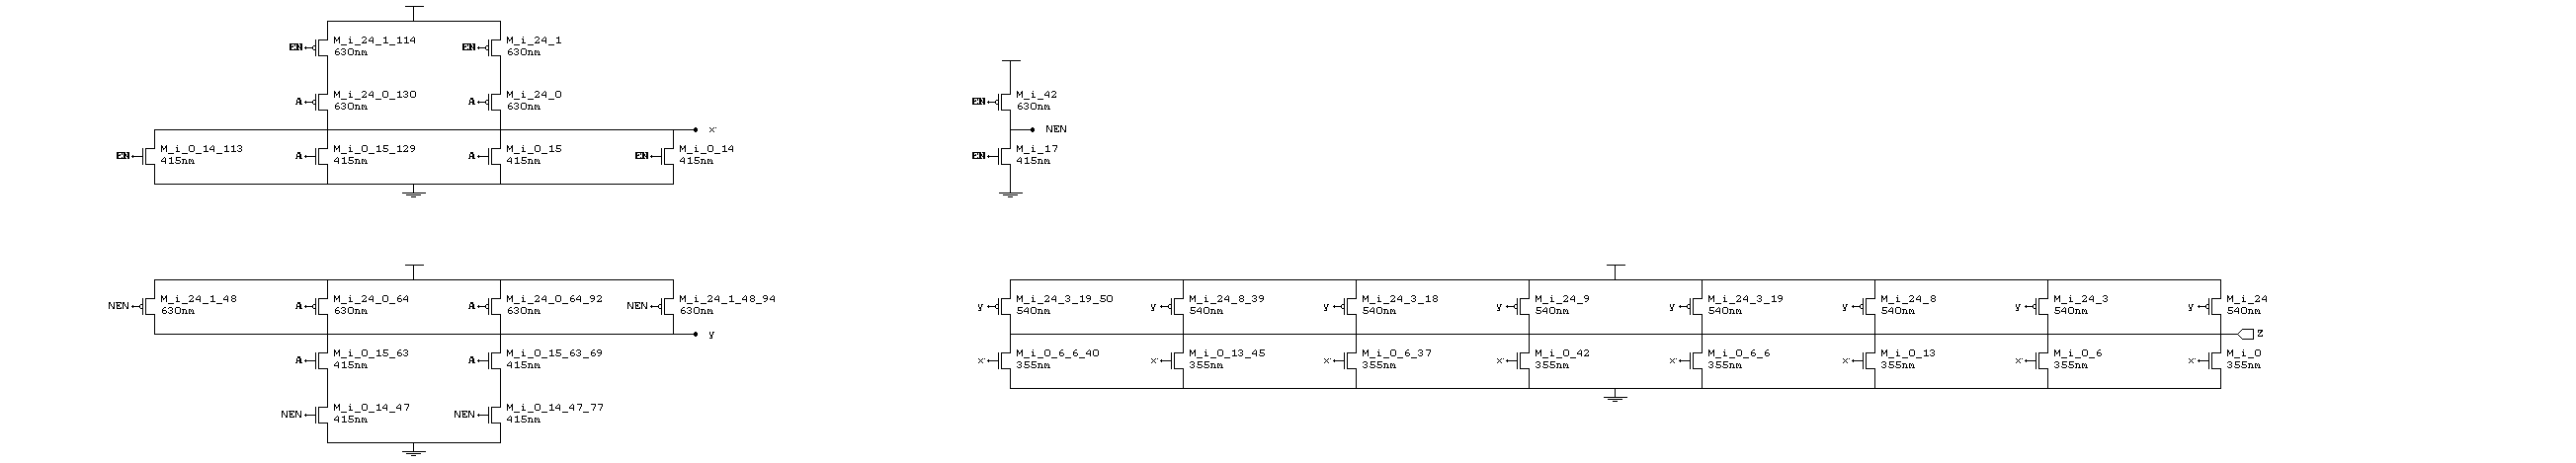 EN M_i_24_1_114 EN M_i_24_1
630nm 630nm
A M_i_24_0_130 A M_i_24_0 EN M_i_42
630nm 630nm 630nm
x NEN
EN M_i_0_14_113 A M_i_0_15_129 A M_i_0_15 EN M_i_0_14 EN M_i_17
415nm 415nm 415nm 415nm 415nm
NEN M_i_24_1_48 A M_i_24_0_64 A M_i_24_0_64_92 NEN M_i_24_1_48_94 y M_i_24_3_19_50 y M_i_24_8_39 y M_i_24_3_18 y M_i_24_9 y M_i_24_3_19 y M_i_24_8 y M_i_24_3 y M_i_24
630nm 630nm 630nm 630nm 540nm 540nm 540nm 540nm 540nm 540nm 540nm 540nm
y Z
A M_i_0_15_63 A M_i_0_15_63_69 x M_i_0_6_6_40 x M_i_0_13_45 x M_i_0_6_37 x M_i_0_42 x M_i_0_6_6 x M_i_0_13 x M_i_0_6 x M_i_0
415nm 415nm 355nm 355nm 355nm 355nm 355nm 355nm 355nm 355nm
NEN M_i_0_14_47 NEN M_i_0_14_47_77
415nm 415nm